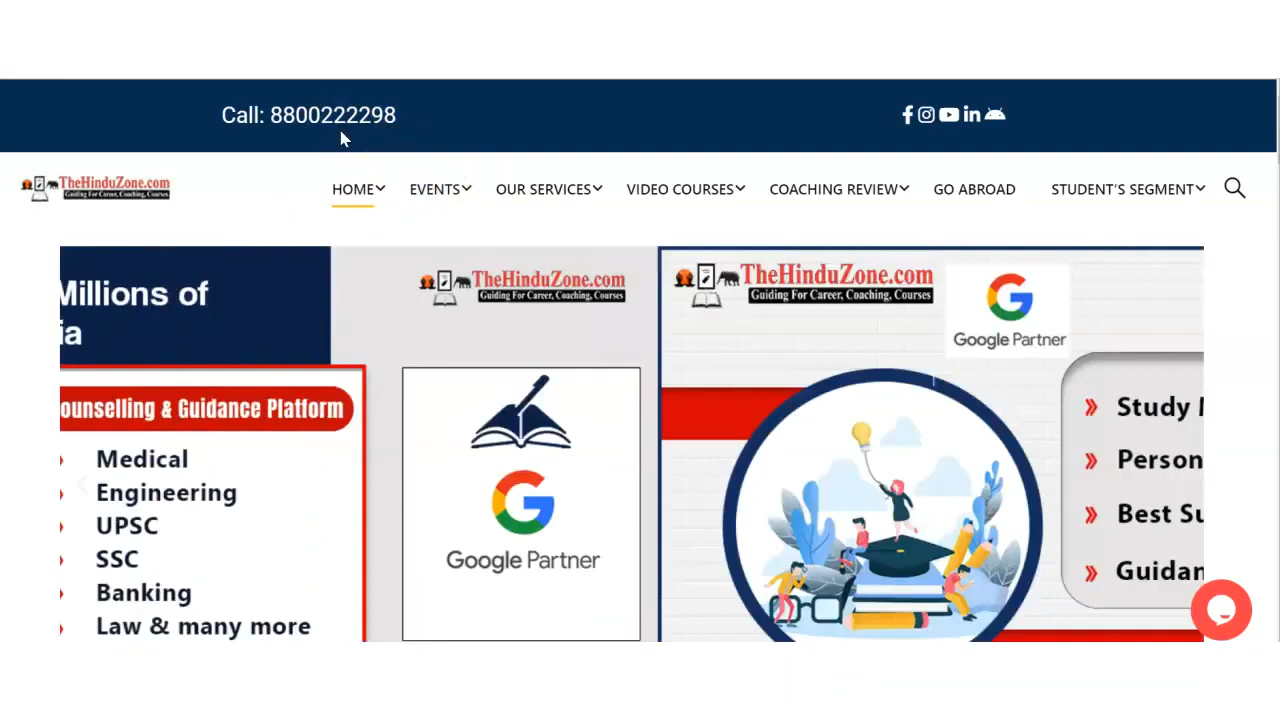 Call: 8800222298
TheHinduZone.com
Guiding For Career, Coaching, Courses
HOME EVENTS OUR SERVICES VIDEO COURSES COACHING REVIEW GO ABROAD STUDENT'S SEGMENT
Millions of
ia
ounselling & Guidance Platform
Medical
Engineering
UPSC
SSC
Banking
Law & many more
TheHinduZone.com
Guiding For Career, Coaching, Courses
Google Partner
TheHinduZone.com
Guiding For Career, Coaching, Courses
Google Partner
Study
Person
Best Su
Guidan